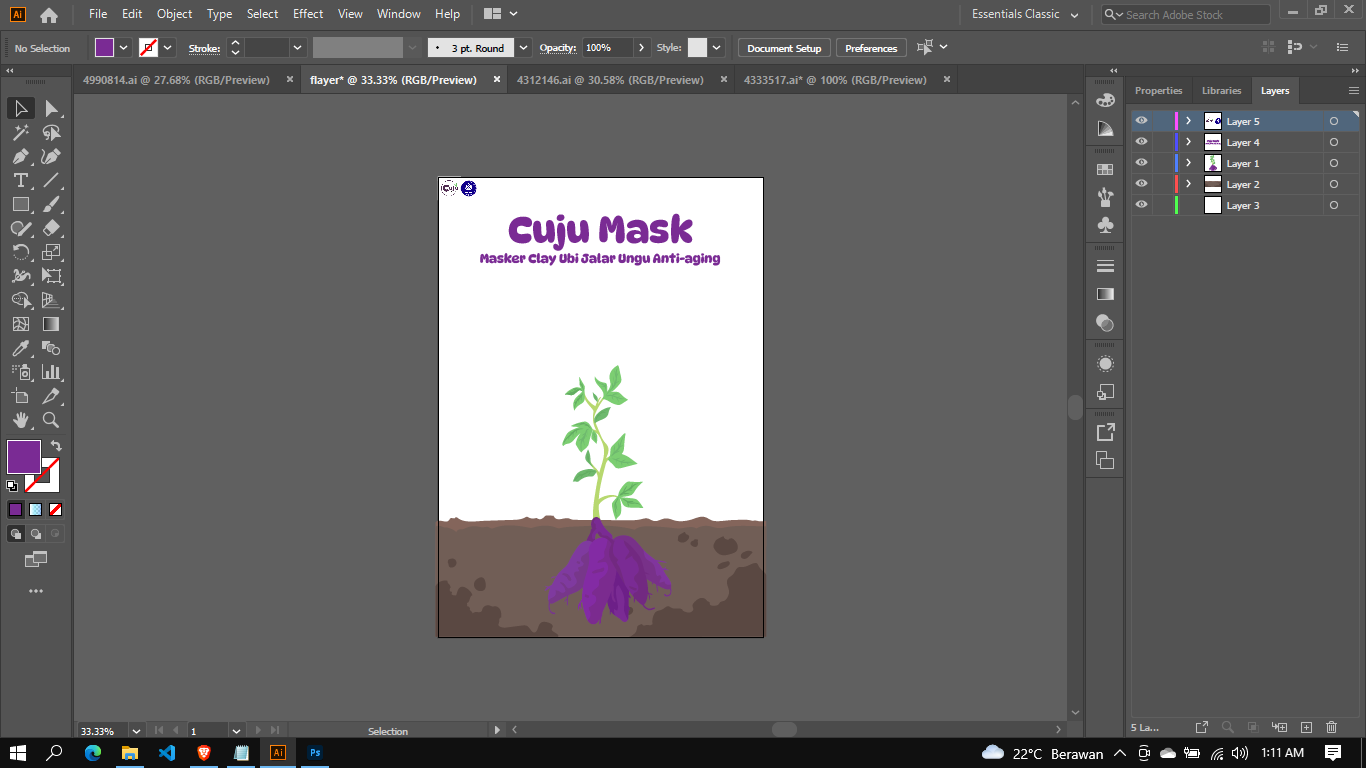 File Edit Object Type Select Effect View Window Help
Essentials Classic
Search Adobe Stock
No Selection
Stroke:
3 pt. Round
Opacity: 100%
Style:
Document Setup
Preferences
4990814.ai @ 27.68% (RGB/Preview)
flayer* @ 33.33% (RGB/Preview)
4312146.ai @ 30.58% (RGB/Preview)
4333517.ai* @ 100% (RGB/Preview)
Properties
Libraries
Layers
Layer 5
Layer 4
Layer 1
Layer 2
Layer 3
Cuju
Cuju Mask
Masker Clay Ubi Jalar Ungu Anti-aging
33.33%
1
Selection
5 La...
22°C Berawan
1:11 AM